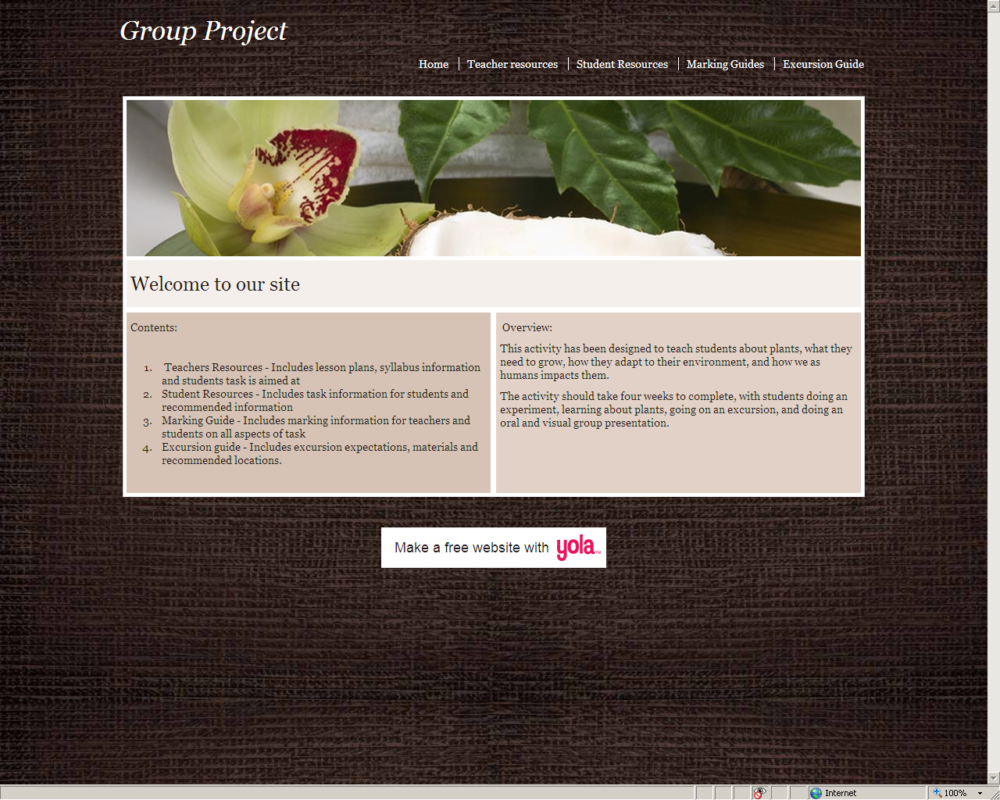 Group Project
Home
Teacher resources
Student Resources
Marking Guides
Excursion Guide
Welcome to our site
Contents:
1. Teachers Resources - Includes lesson plans, syllabus information
and students task is aimed at
2. Student Resources - Includes task information for students and
recommended information
3. Marking Guide - Includes marking information for teachers and
students on all aspects of task
4. Excursion guide - Includes excursion expectations, materials and
recommended locations.
Overview:
This activity has been designed to teach students about plants, what they
need to grow, how they adapt to their environment, and how we as
humans impacts them.
The activity should take four weeks to complete, with students doing an
experiment, learning about plants, going on an excursion, and doing an
oral and visual group presentation.
Make a free website with yola™
Internet
100%